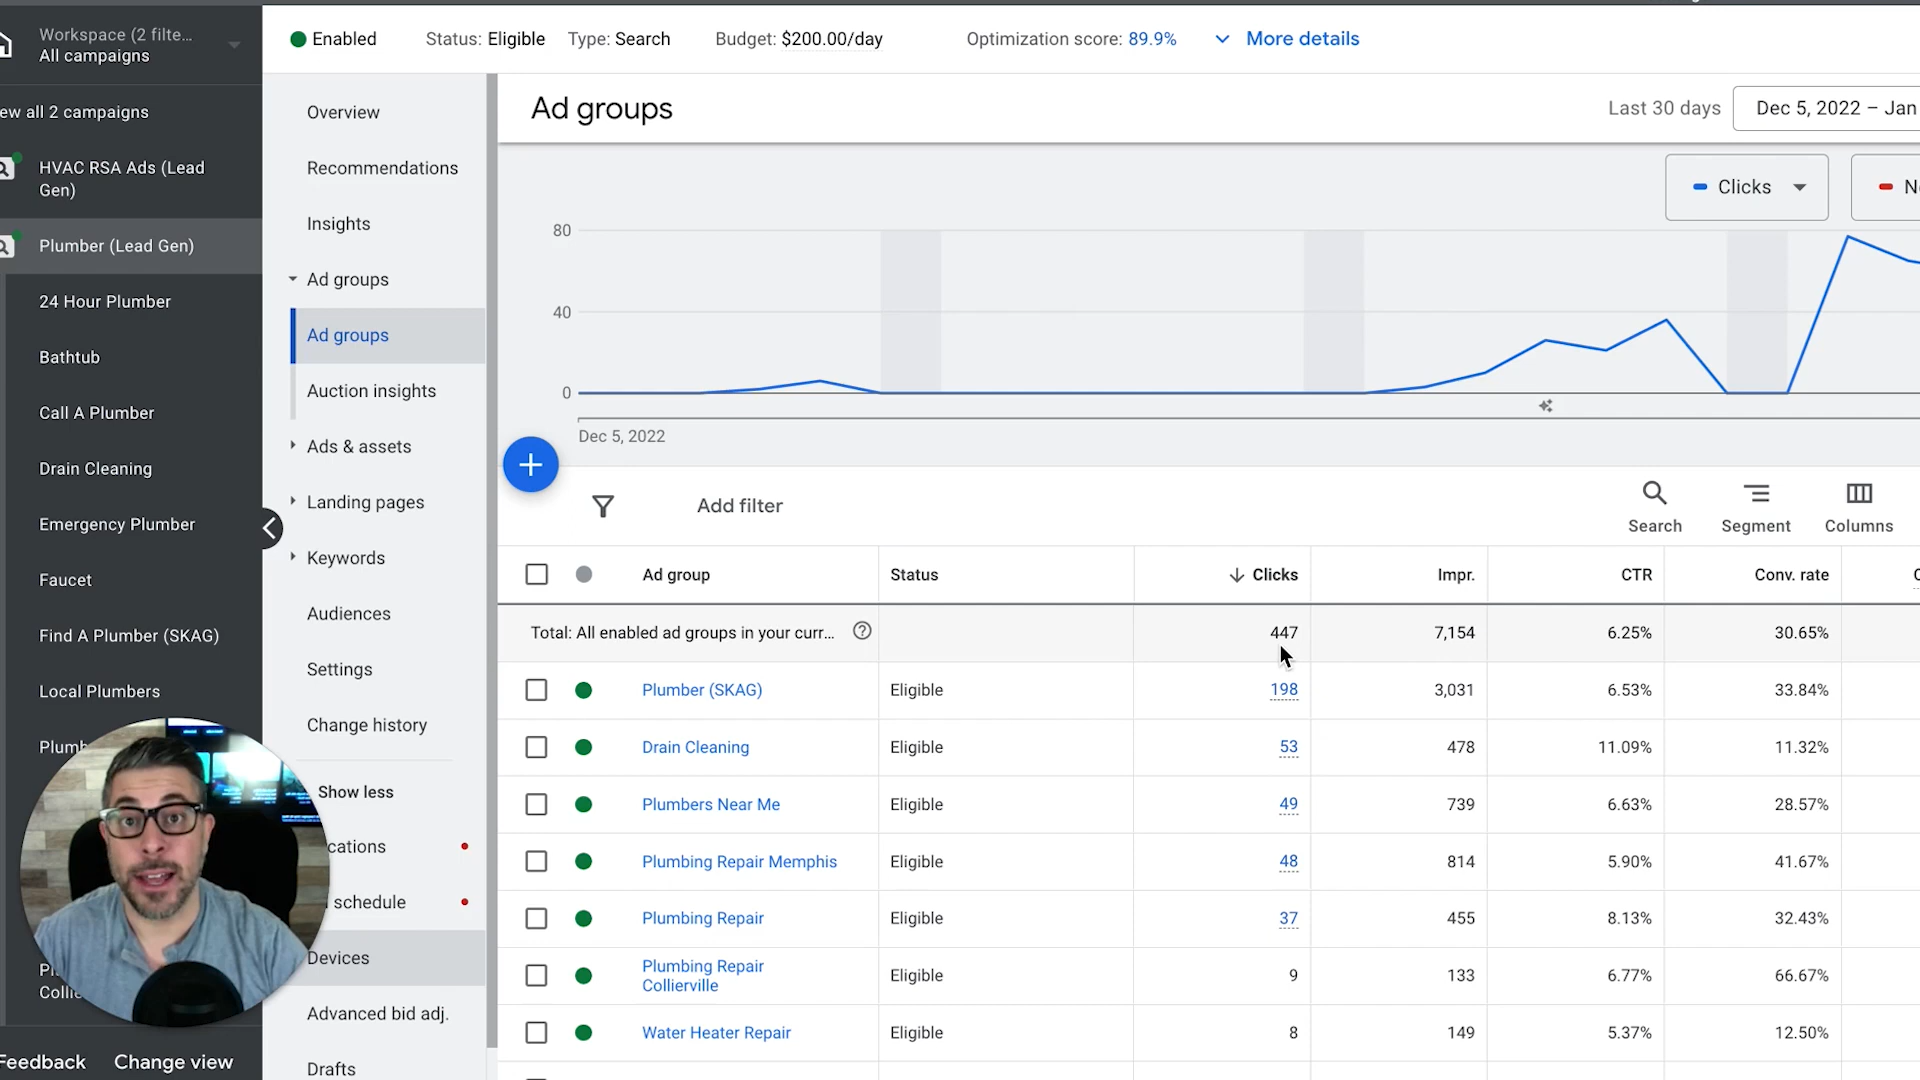 Workspace (2 filte...
All campaigns
ew all 2 campaigns
HVAC RSA Ads (Lead
Gen)
Plumber (Lead Gen)
24 Hour Plumber
Bathtub
Call A Plumber
Drain Cleaning
Emergency Plumber
Faucet
Find A Plumber (SKAG)
Local Plumbers
Plumb
Pl
Collie
Feedback Change view
Enabled Status: Eligible Type: Search Budget: $200.00/day Optimization score: 89.9% More details
Overview
Recommendations
Insights
Ad groups
Ad groups
Auction insights
Ads & assets
Landing pages
Keywords
Audiences
Settings
Change history
Show less
cations
schedule
Devices
Advanced bid adj.
Drafts
Ad groups
Last 30 days Dec 5, 2022 – Jan
Clicks
80
40
0
Dec 5, 2022
Add filter
Search Segment Columns
Ad group Status Clicks Impr. CTR Conv. rate
Total: All enabled ad groups in your curr... 447 7,154 6.25% 30.65%
Plumber (SKAG) Eligible 198 3,031 6.53% 33.84%
Drain Cleaning Eligible 53 478 11.09% 11.32%
Plumbers Near Me Eligible 49 739 6.63% 28.57%
Plumbing Repair Memphis Eligible 48 814 5.90% 41.67%
Plumbing Repair Eligible 37 455 8.13% 32.43%
Plumbing Repair
Collierville Eligible 9 133 6.77% 66.67%
Water Heater Repair Eligible 8 149 5.37% 12.50%